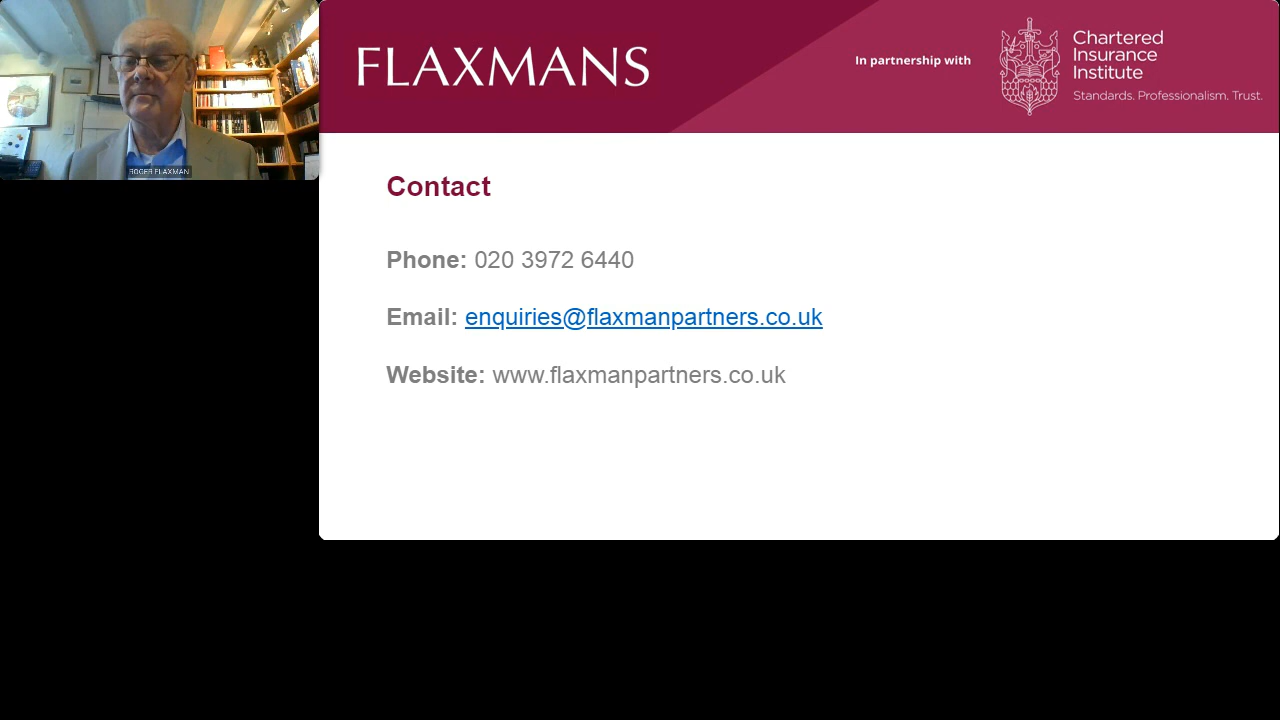 ROGER FLAXMAN
FLAXMANS
In partnership with
Chartered
Insurance
Institute
Standards. Professionalism. Trust.
Contact
Phone: 020 3972 6440
Email: enquiries@flaxmanpartners.co.uk
Website: www.flaxmanpartners.co.uk